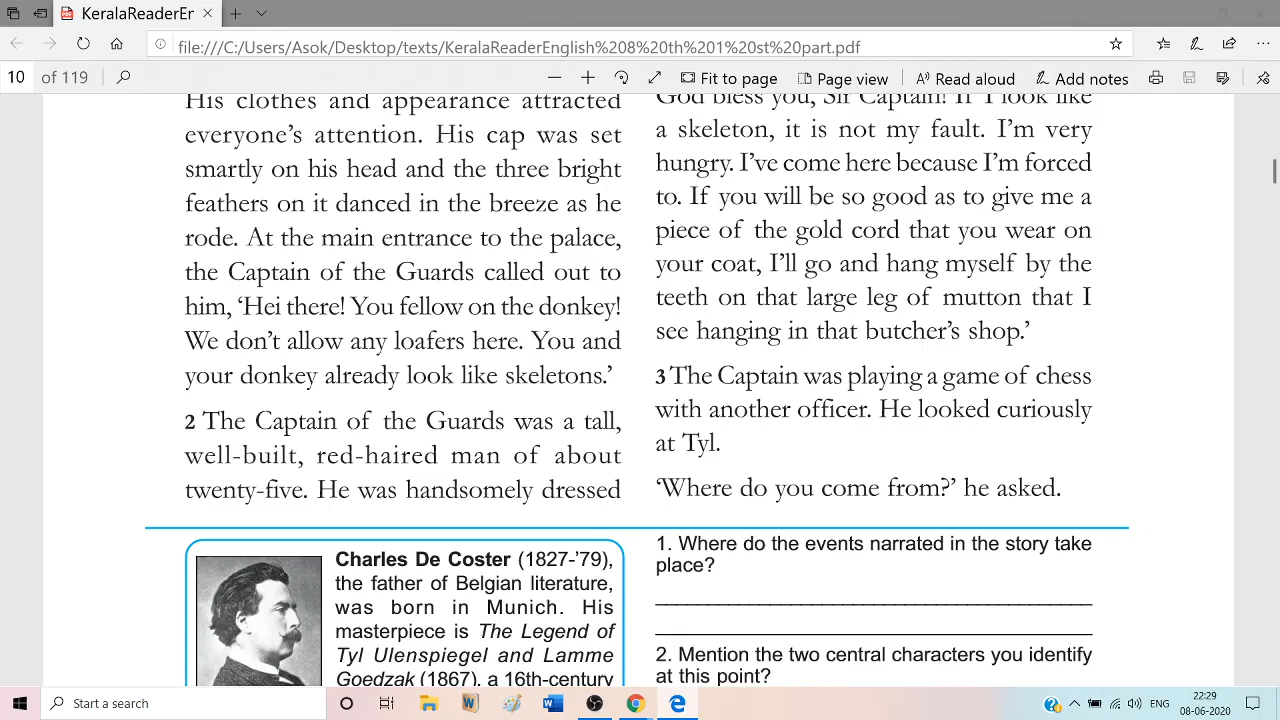 KeralaReaderEr
file:///C:/Users/Asok/Desktop/texts/KeralaReaderEnglish%208%20th%201%20st%20part.pdf
10 of 119
Fit to page
Page view
Read aloud
Add notes
His clothes and appearance attracted
everyone's attention. His cap was set
smartly on his head and the three bright
feathers on it danced in the breeze as he
rode. At the main entrance to the palace,
the Captain of the Guards called out to
him, 'Hei there! You fellow on the donkey!
We don't allow any loafers here. You and
your donkey already look like skeletons.'
2 The Captain of the Guards was a tall,
well-built, red-haired man of about
twenty-five. He was handsomely dressed
God bless you, Sir Captain! If I look like
a skeleton, it is not my fault. I'm very
hungry. I've come here because I'm forced
to. If you will be so good as to give me a
piece of the gold cord that you wear on
your coat, I'll go and hang myself by the
teeth on that large leg of mutton that I
see hanging in that butcher's shop.'
3 The Captain was playing a game of chess
with another officer. He looked curiously
at Tyl.
'Where do you come from?' he asked.
Charles De Coster (1827-'79),
the father of Belgian literature,
was born in Munich. His
masterpiece is The Legend of
Tyl Ulenspiegel and Lamme
Goedzak (1867), a 16th-century
1. Where do the events narrated in the story take
place?
2. Mention the two central characters you identify
at this point?
Start a search
ENG
22:29
08-06-2020